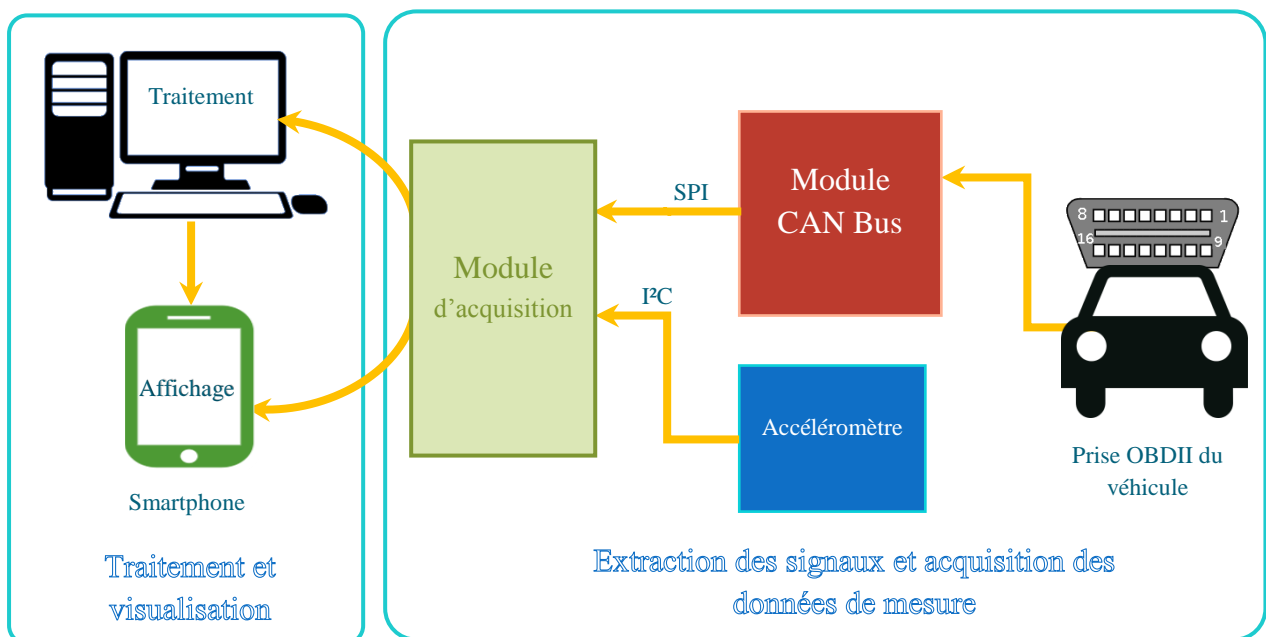 Traitement
Affichage
Smartphone
Traitement et
visualisation
Module
d'acquisition
SPI
I²C
Module
CAN Bus
Accéléromètre
8
1
16
9
Prise OBDII du
véhicule
Extraction des signaux et acquisition des
données de mesure